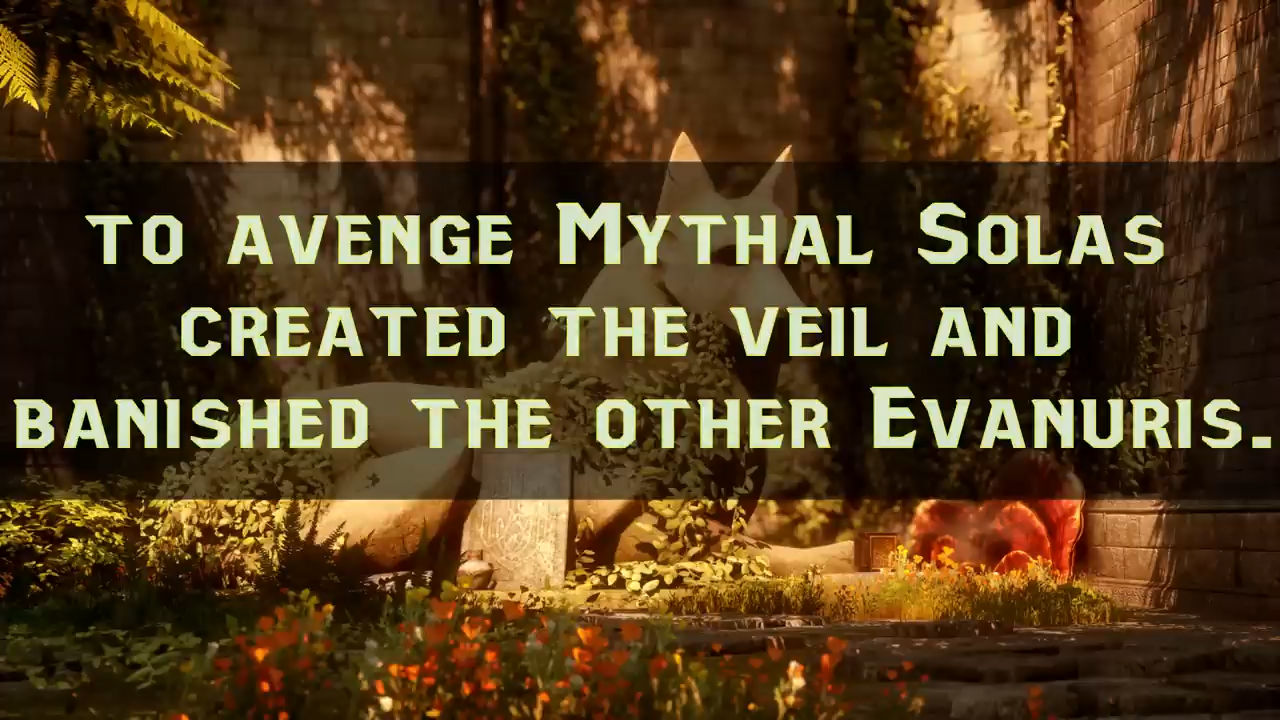 TO AVENGE MYTHAL SOLAS
CREATED THE VEIL AND
BANISHED THE OTHER EVANURIS.